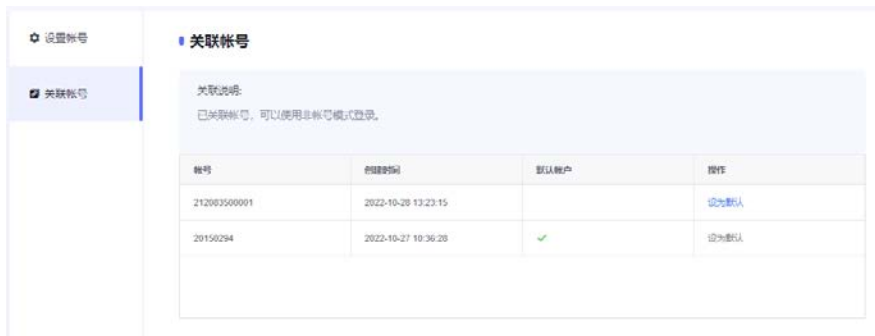 设置帐号
关联帐号
关联帐号
关联说明:
已关联帐号，可以使用非帐号模式登录。
帐号 创建时间 默认帐户 操作
212083500001 2022-10-28 13:23:15 设为默认
20150294 2022-10-27 10:36:28 设为默认